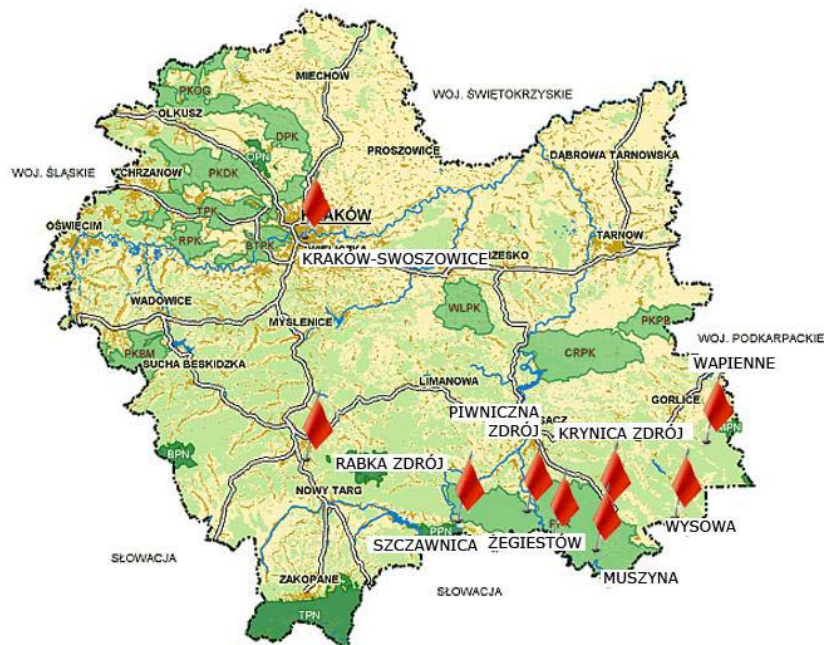 MIECHÓW
PKOG
WOJ. ŚWIĘTOKRZYSKIE
OLKUSZ
DPK
PROSZOWICE
OPN
DĄBROWA TARNOWSKA
WOJ. ŚLĄSKIE
CHRZANÓW
PKDK
TPK
KRAKÓW
OŚWIĘCIM
RPK
BTPK
TARNÓW
KRAKÓW-SWOSZOWICE
WADOWICE
WLPK
MYŚLENICE
PKPB
WOJ. PODKARPACKIE
PKBM
CRPK
SUCHA BESKIDZKA
WAPIENNE
LIMANOWA
GORLICE
PIWNICZNA
ZDRÓJ
KRYNICA ZDRÓJ
BPN
RABKA ZDRÓJ
NOWY TARG
WYSOWA
PPN
SZCZAWNICA
ŻEGIESTÓW
SŁOWACJA
MUSZYNA
ZAKOPANE
SŁOWACJA
TPN